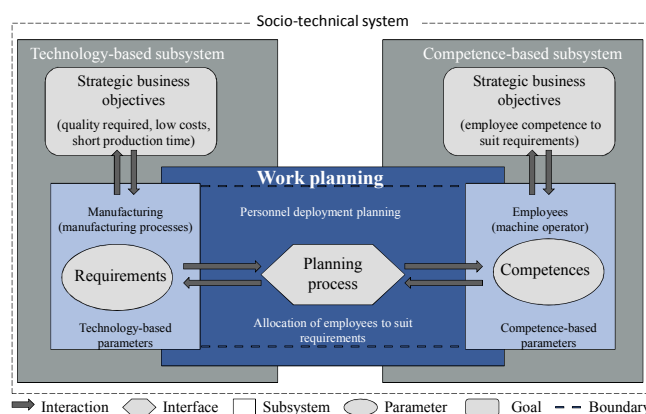 Socio-technical system
Technology-based subsystem
Competence-based subsystem
Strategic business
objectives
(quality required, low costs,
short production time)
Strategic business
objectives
(employee competence to
suit requirements)
Work planning
Manufacturing
(manufacturing processes)
Personnel deployment planning
Employees
(machine operator)
Requirements
Planning
process
Competences
Technology-based
parameters
Allocation of employees to suit
requirements
Competence-based
parameters
Interaction
Interface
Subsystem
Parameter
Goal
Boundary